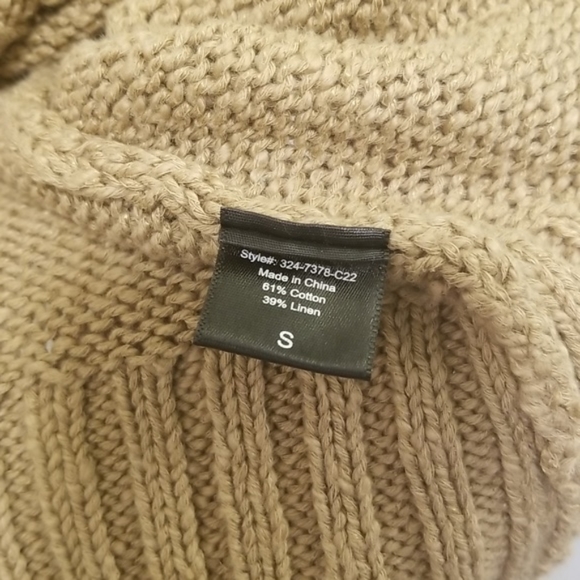 Style#: 324-7378-C22
Made in China
61% Cotton
39% Linen
S